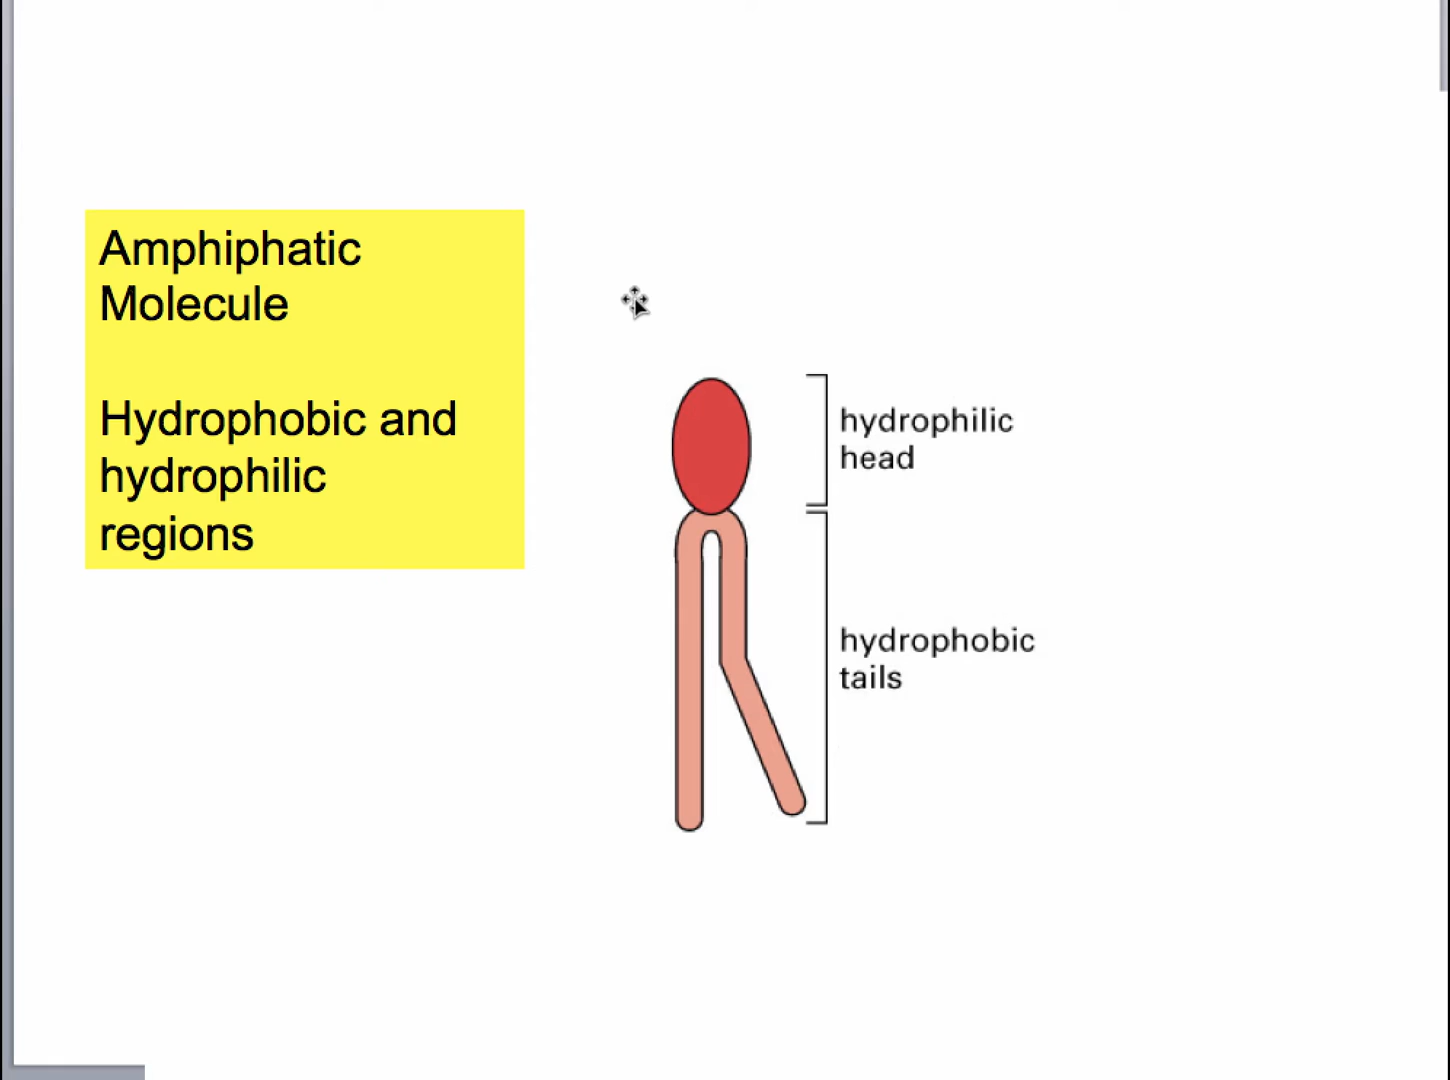 Amphiphatic
Molecule
Hydrophobic and
hydrophilic
regions
hydrophilic
head
hydrophobic
tails